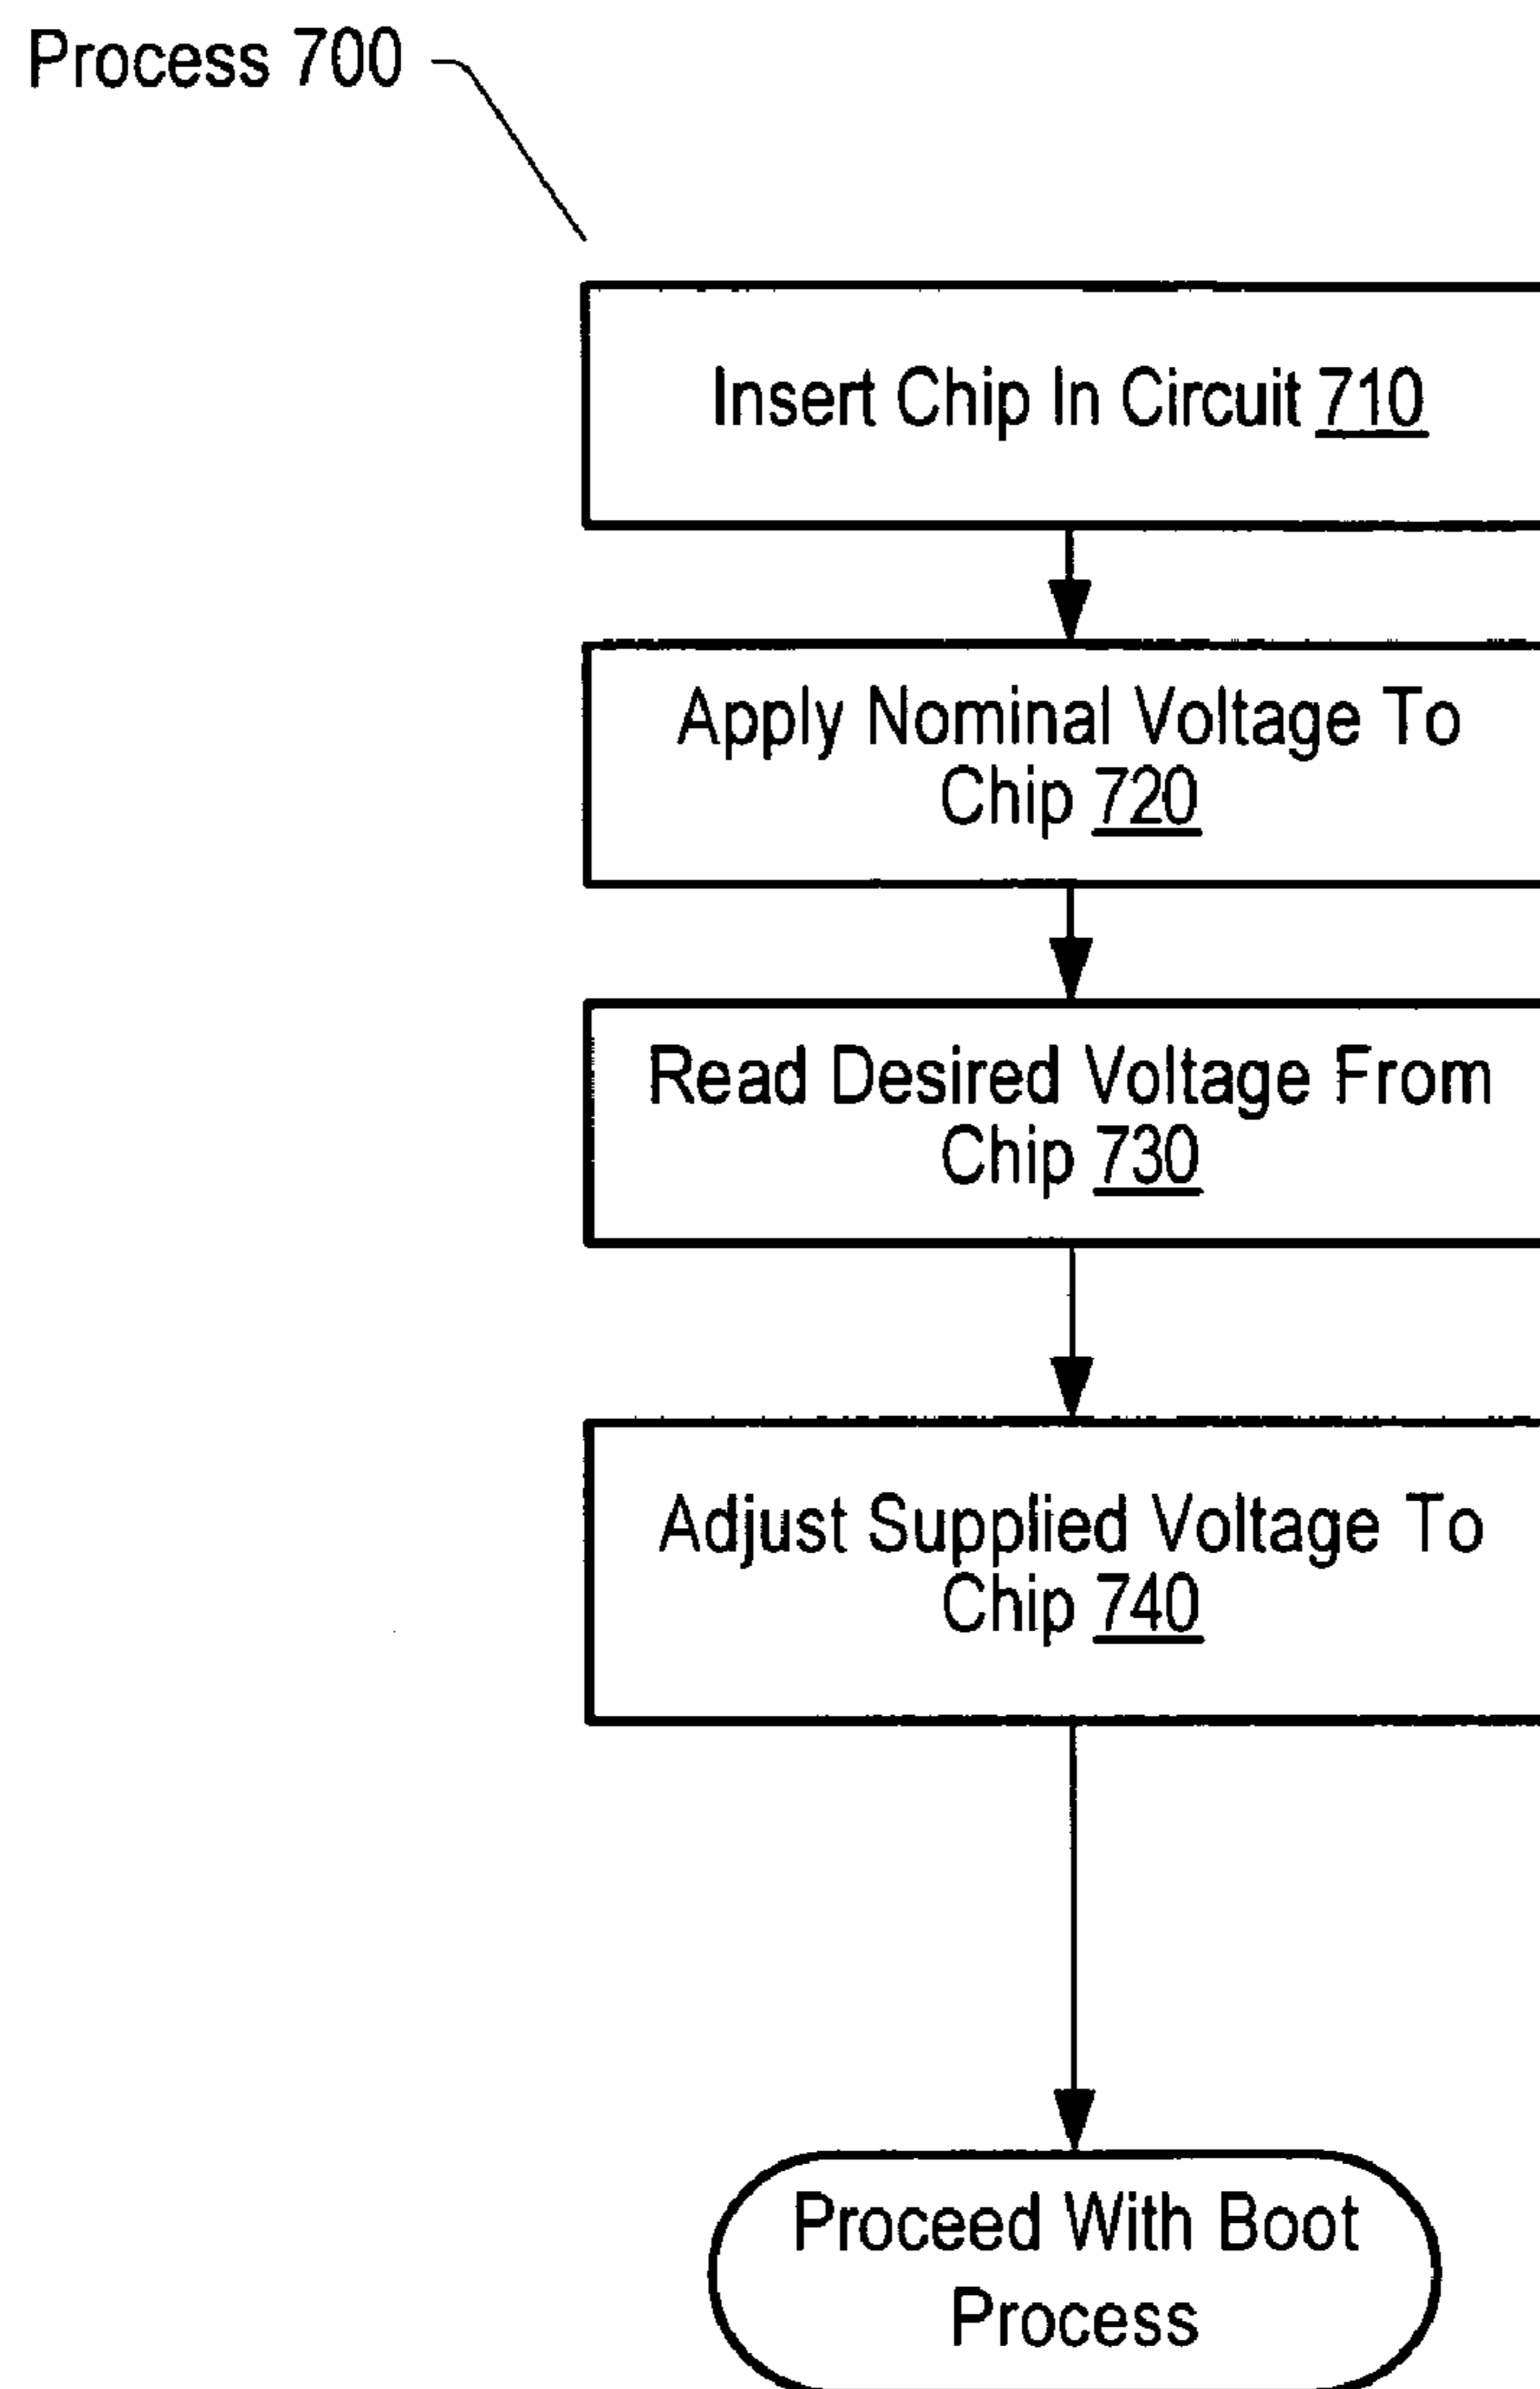 Process 700
Insert Chip In Circuit 710
Apply Nominal Voltage To
Chip 720
Read Desired Voltage From
Chip 730
Adjust Supplied Voltage To
Chip 740
Proceed With Boot
Process